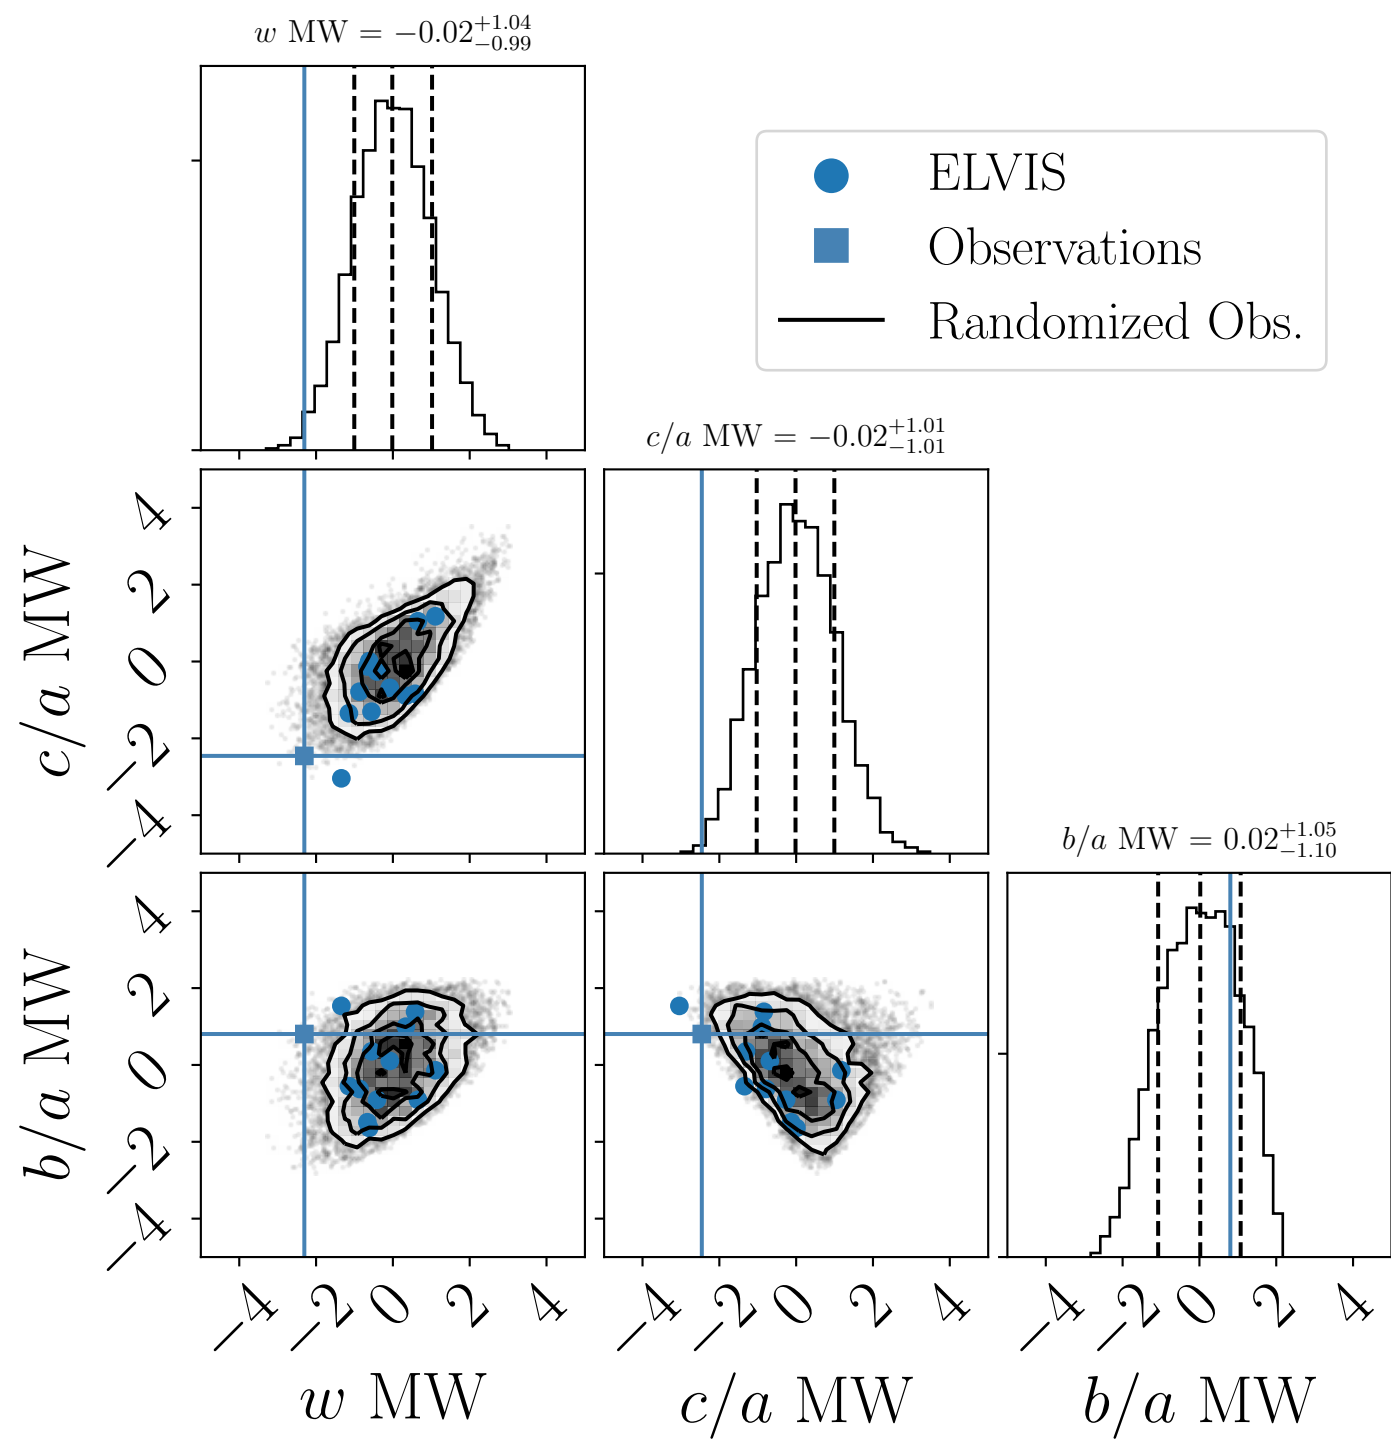 w MW = −0.02+1.04−0.99
ELVIS
Observations
Randomized Obs.
c/a MW = −0.02+1.01−1.01
4
2
0
−2
−4
c/a MW
b/a MW = 0.02+1.05−1.10
4
2
0
−2
−4
b/a MW
−4 −2 0 2 4 −4 −2 0 2 4 −4 −2 0 2 4
w MW c/a MW b/a MW